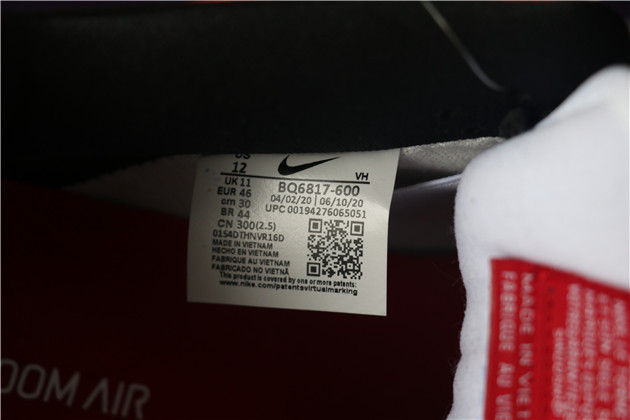 US
12
VH
UK 11
BQ6817-600
EUR 46
04/02/20 | 06/10/20
cm 30
UPC 00194276065051
BR 44
CN 300(2.5)
01S4DTHNVR16D
MADE IN VIETNAM
HECHO EN VIETNAM
FABRIQUE AU VIETNAM
FABRICADO NO VIETNÃ
This product is covered by one or more patents.
www.nike.com/patentsvirtualmarking
OOM AIR
MADE IN VIE
FABRIQUE AU VI